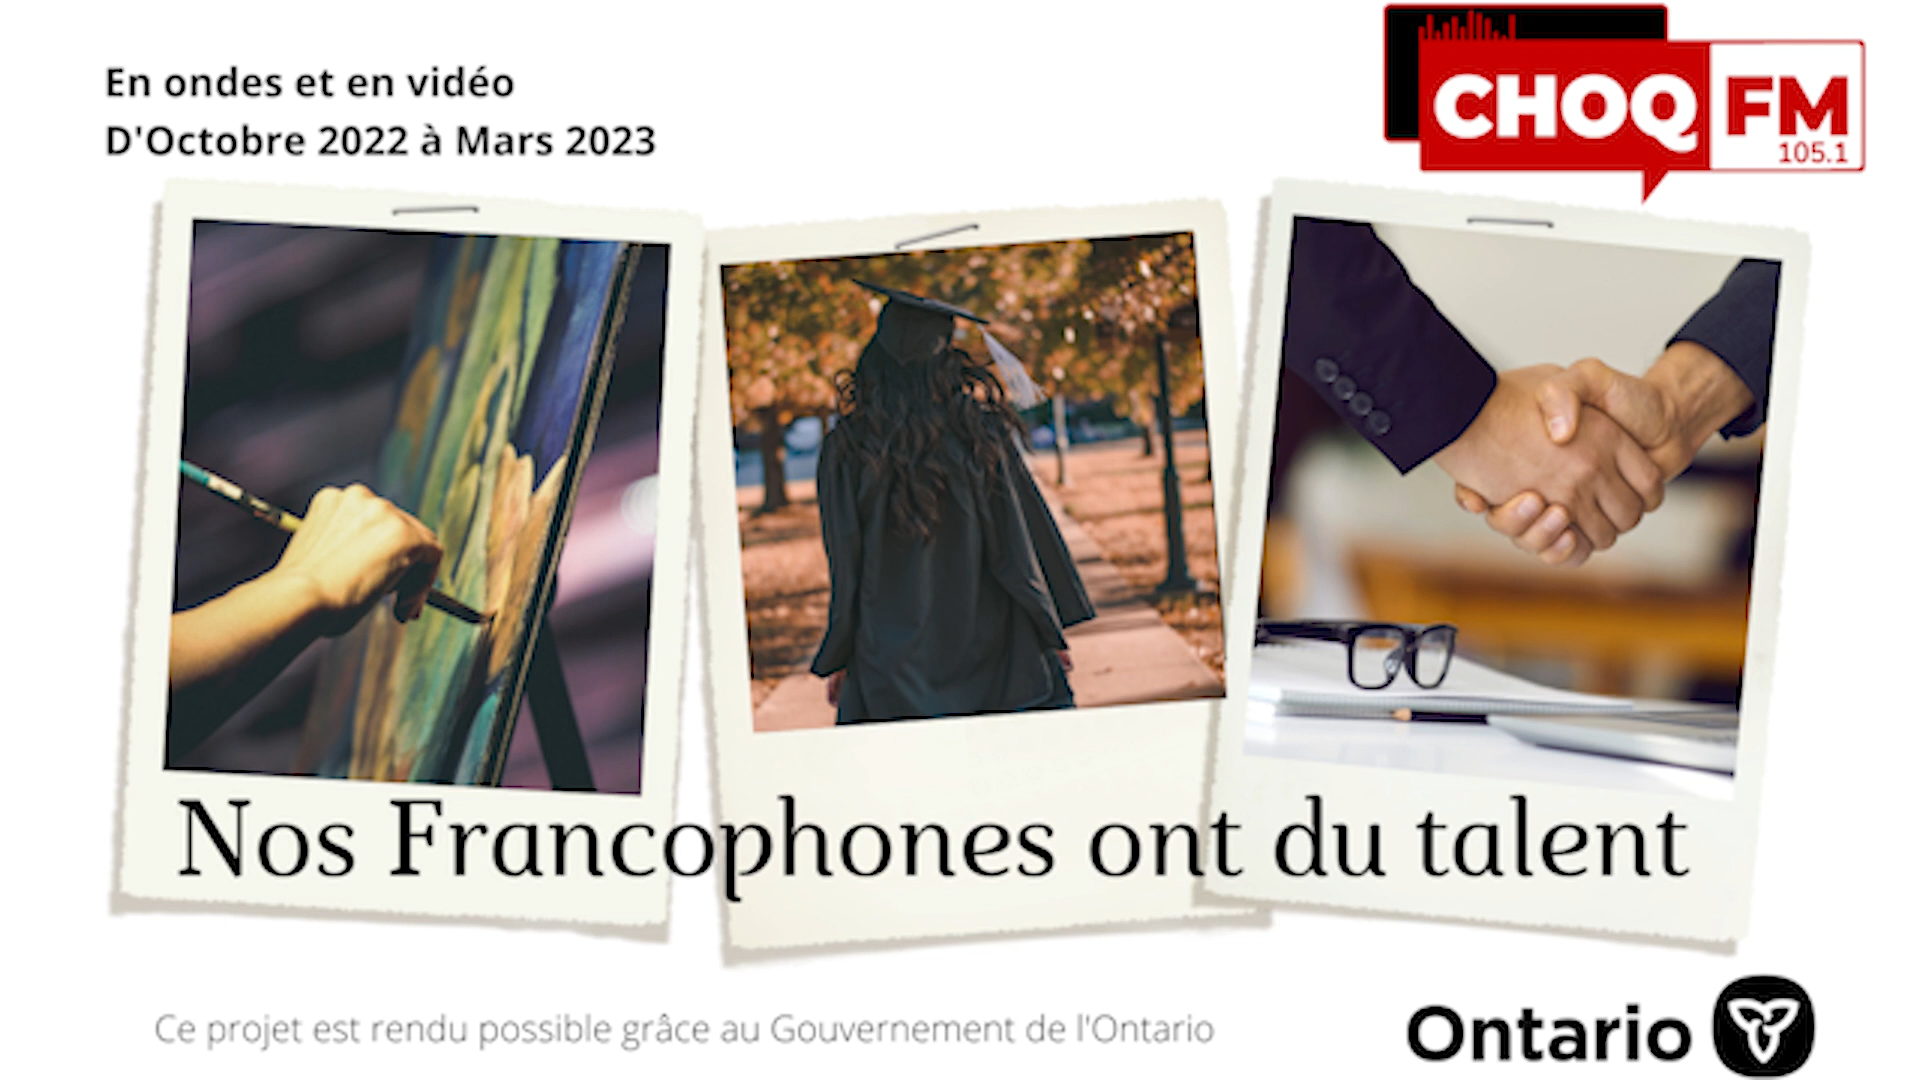 En ondes et en vidéo
D'Octobre 2022 à Mars 2023
CHOQ FM
105.1
Nos Francophones ont du talent
Ce projet est rendu possible grâce au Gouvernement de l'Ontario
Ontario